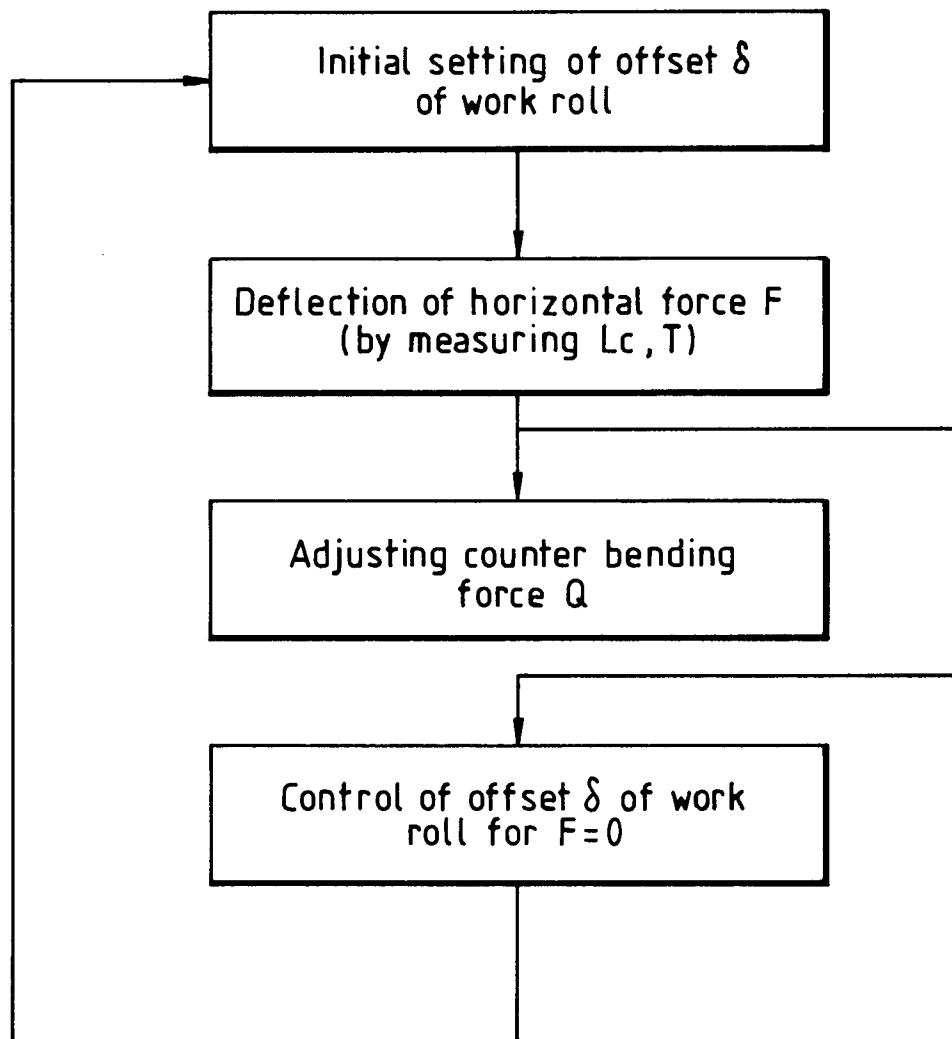 Initial setting of offset δ
of work roll
Deflection of horizontal force F
(by measuring Lc, T)
Adjusting counter bending
force Q
Control of offset δ of work
roll for F=0